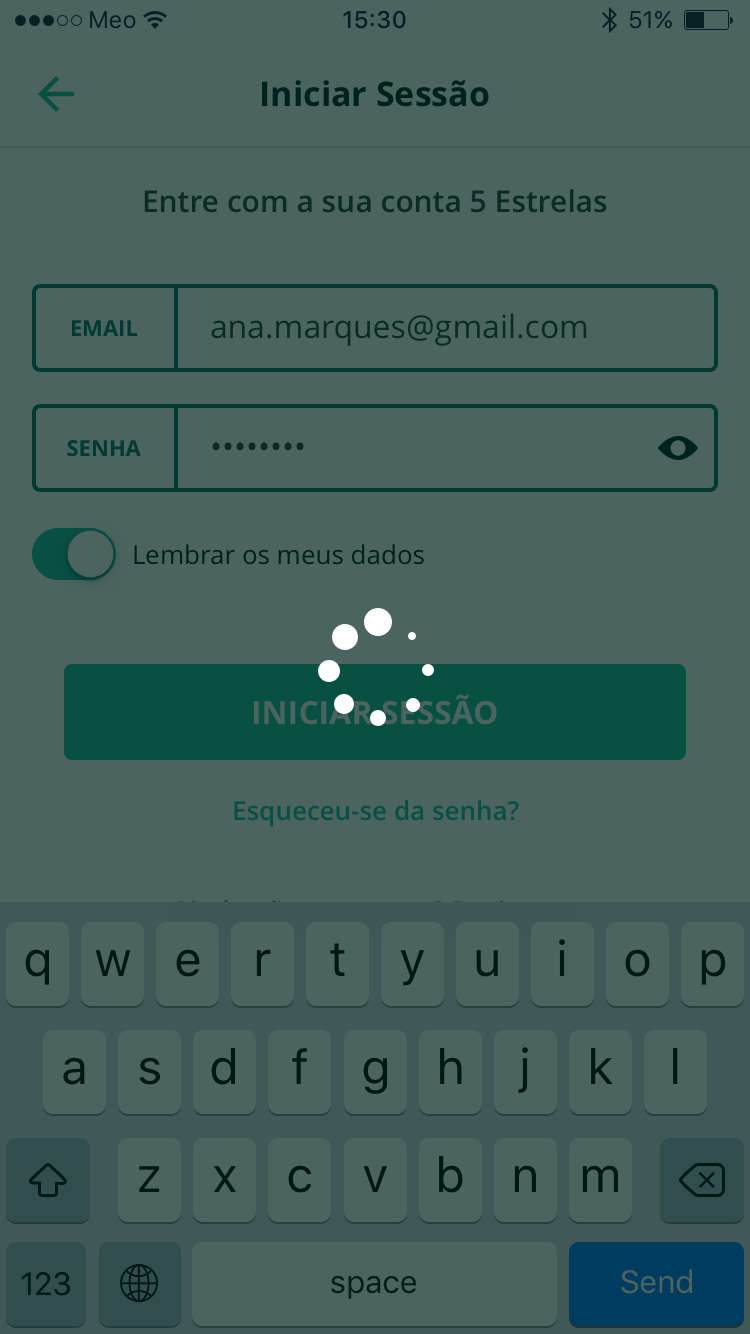 Meo 15:30 51%
Iniciar Sessão
Entre com a sua conta 5 Estrelas
EMAIL ana.marques@gmail.com
SENHA ••••••••
Lembrar os meus dados
INICIAR SESSÃO
Esqueceu-se da senha?
q w e r t y u i o p
a s d f g h j k l
z x c v b n m
123 space Send